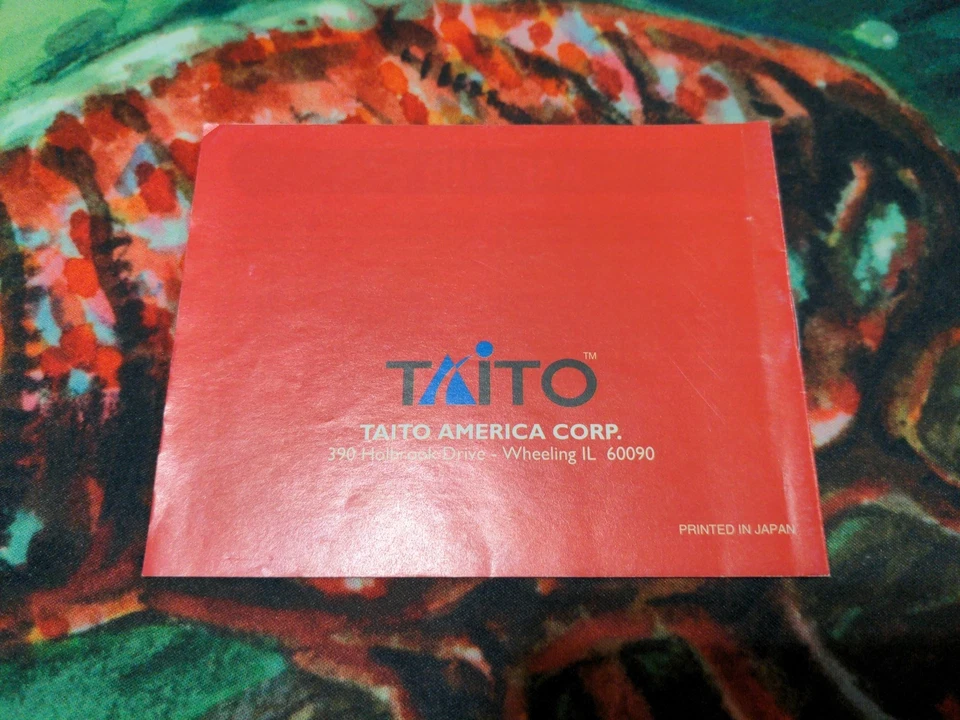 TAITO™
TAITO AMERICA CORP.
390 Holbrook Drive - Wheeling IL 60090
PRINTED IN JAPAN